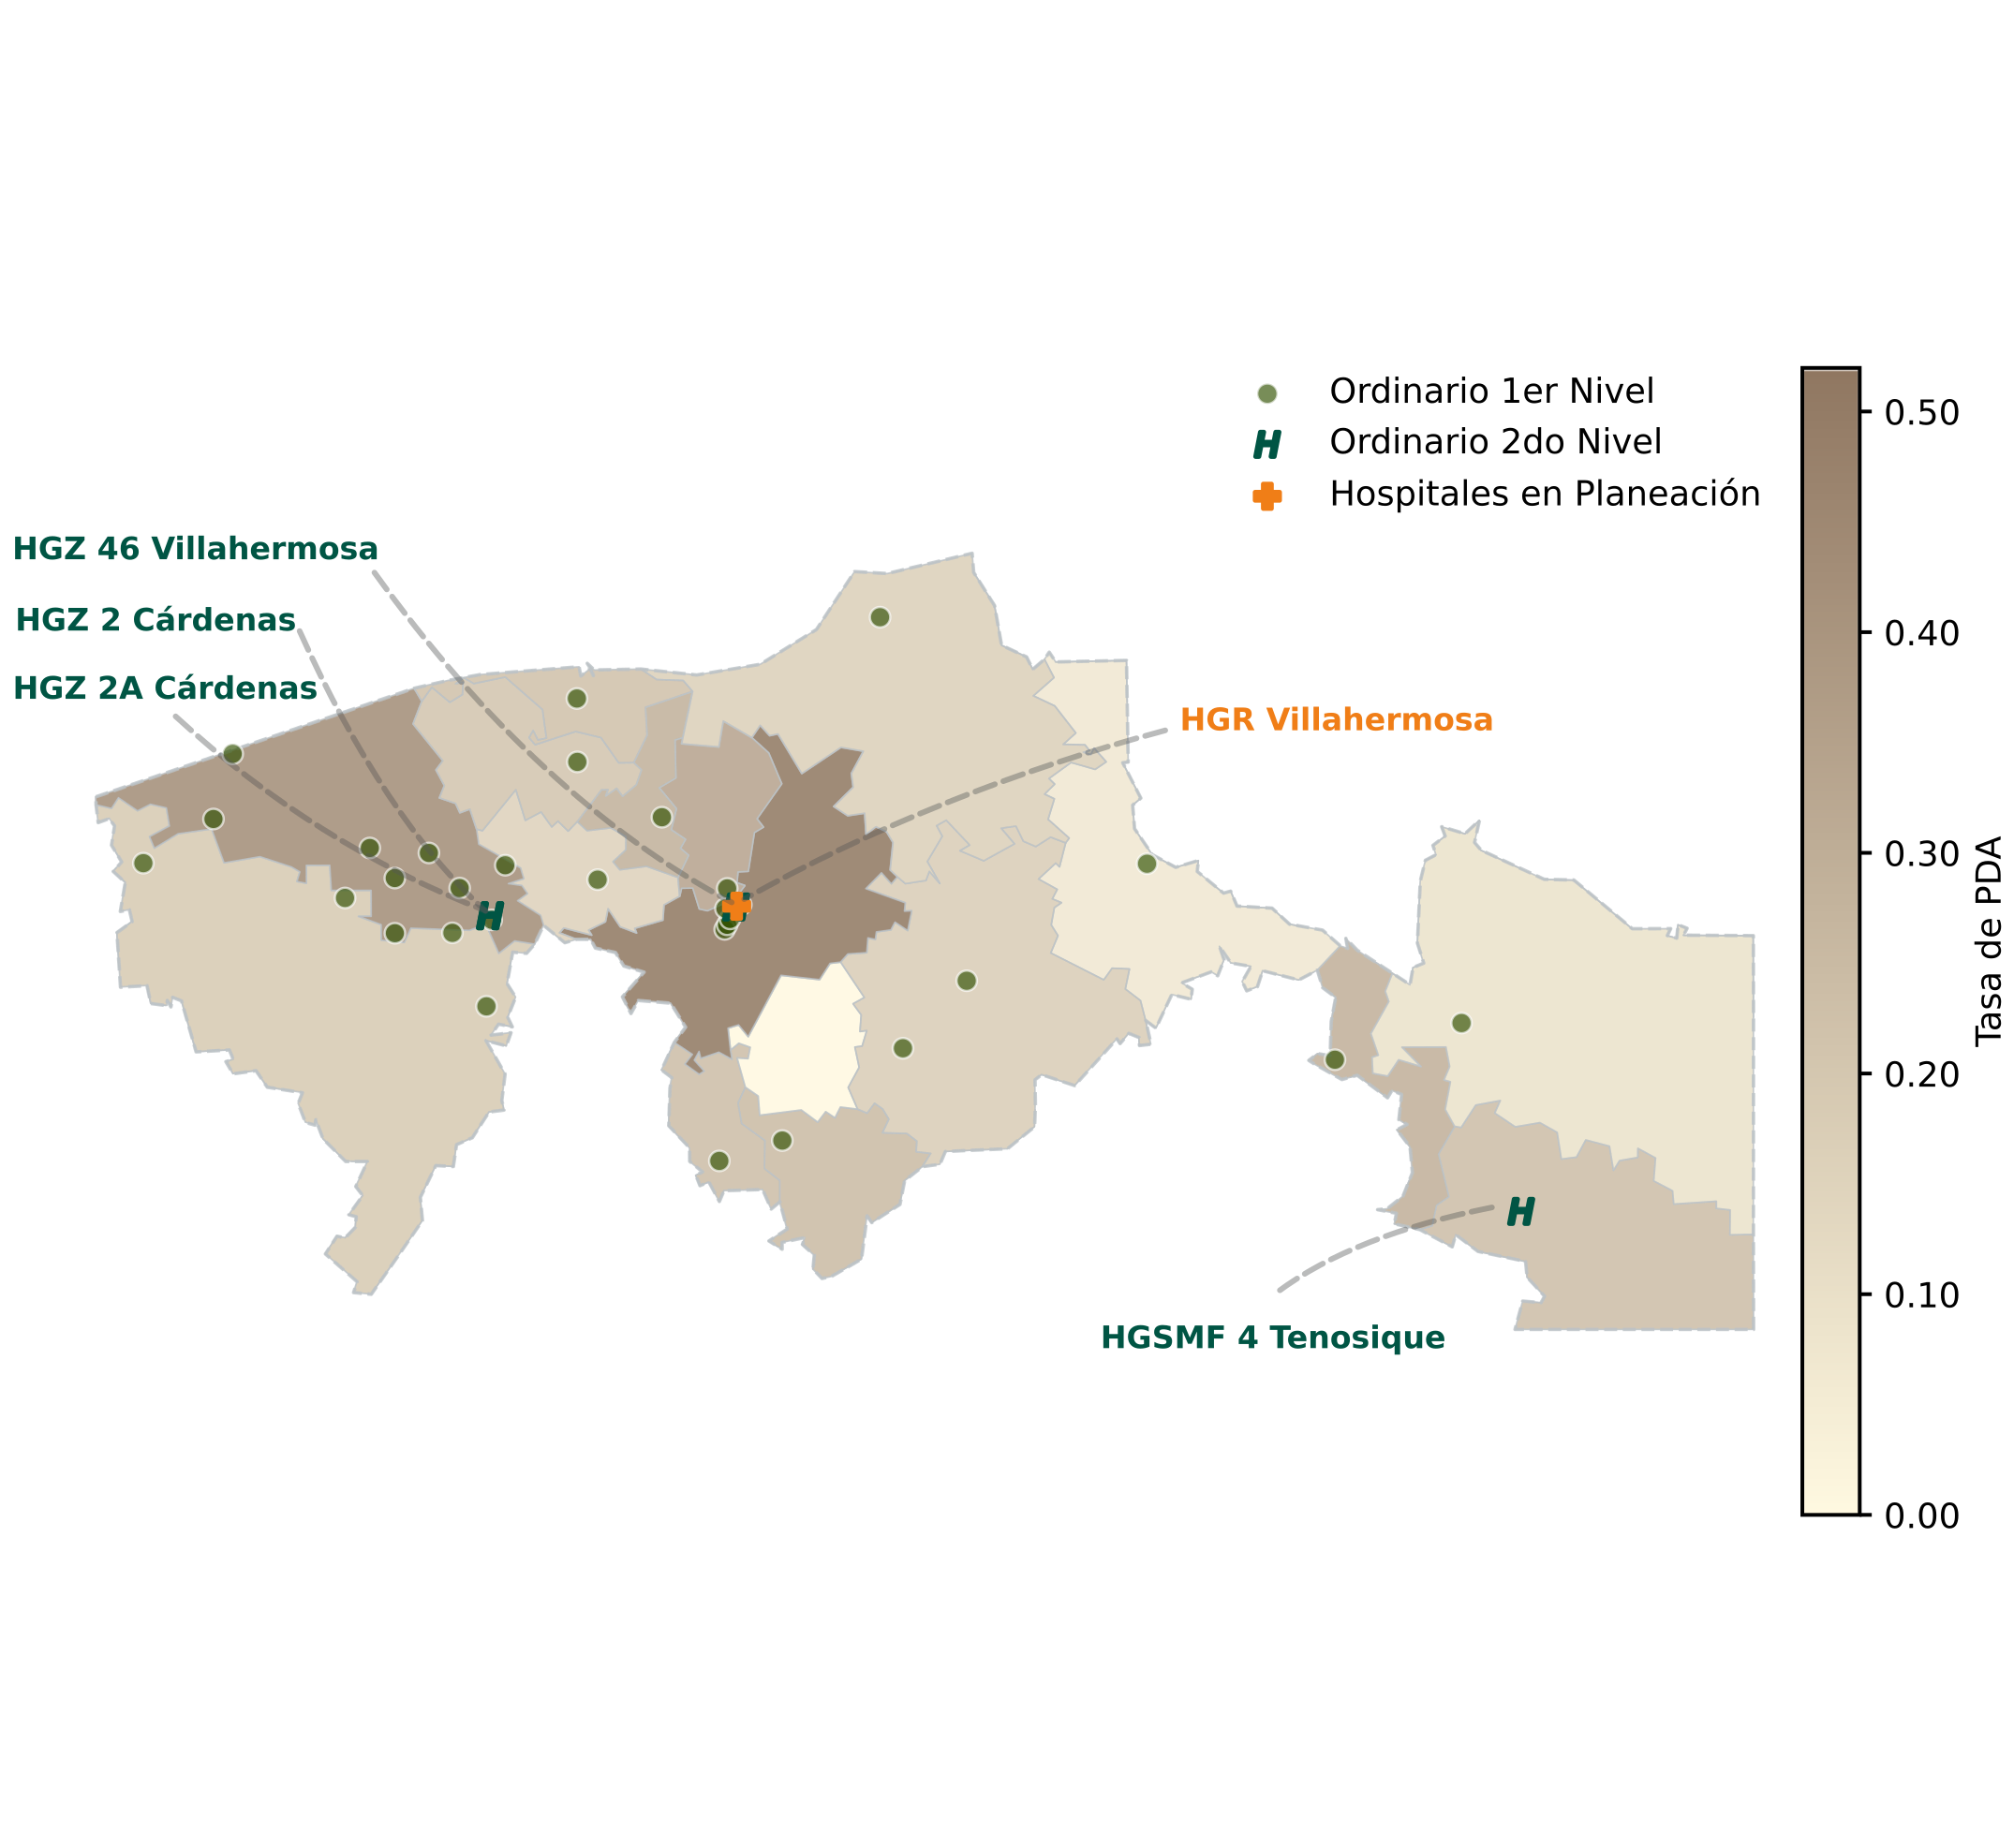 Ordinario 1er Nivel
Ordinario 2do Nivel
Hospitales en Planeación
HGZ 46 Villahermosa
HGZ 2 Cárdenas
HGZ 2A Cárdenas
HGR Villahermosa
HGSMF 4 Tenosique
0.50
0.40
0.30
0.20
0.10
0.00
Tasa de PDA